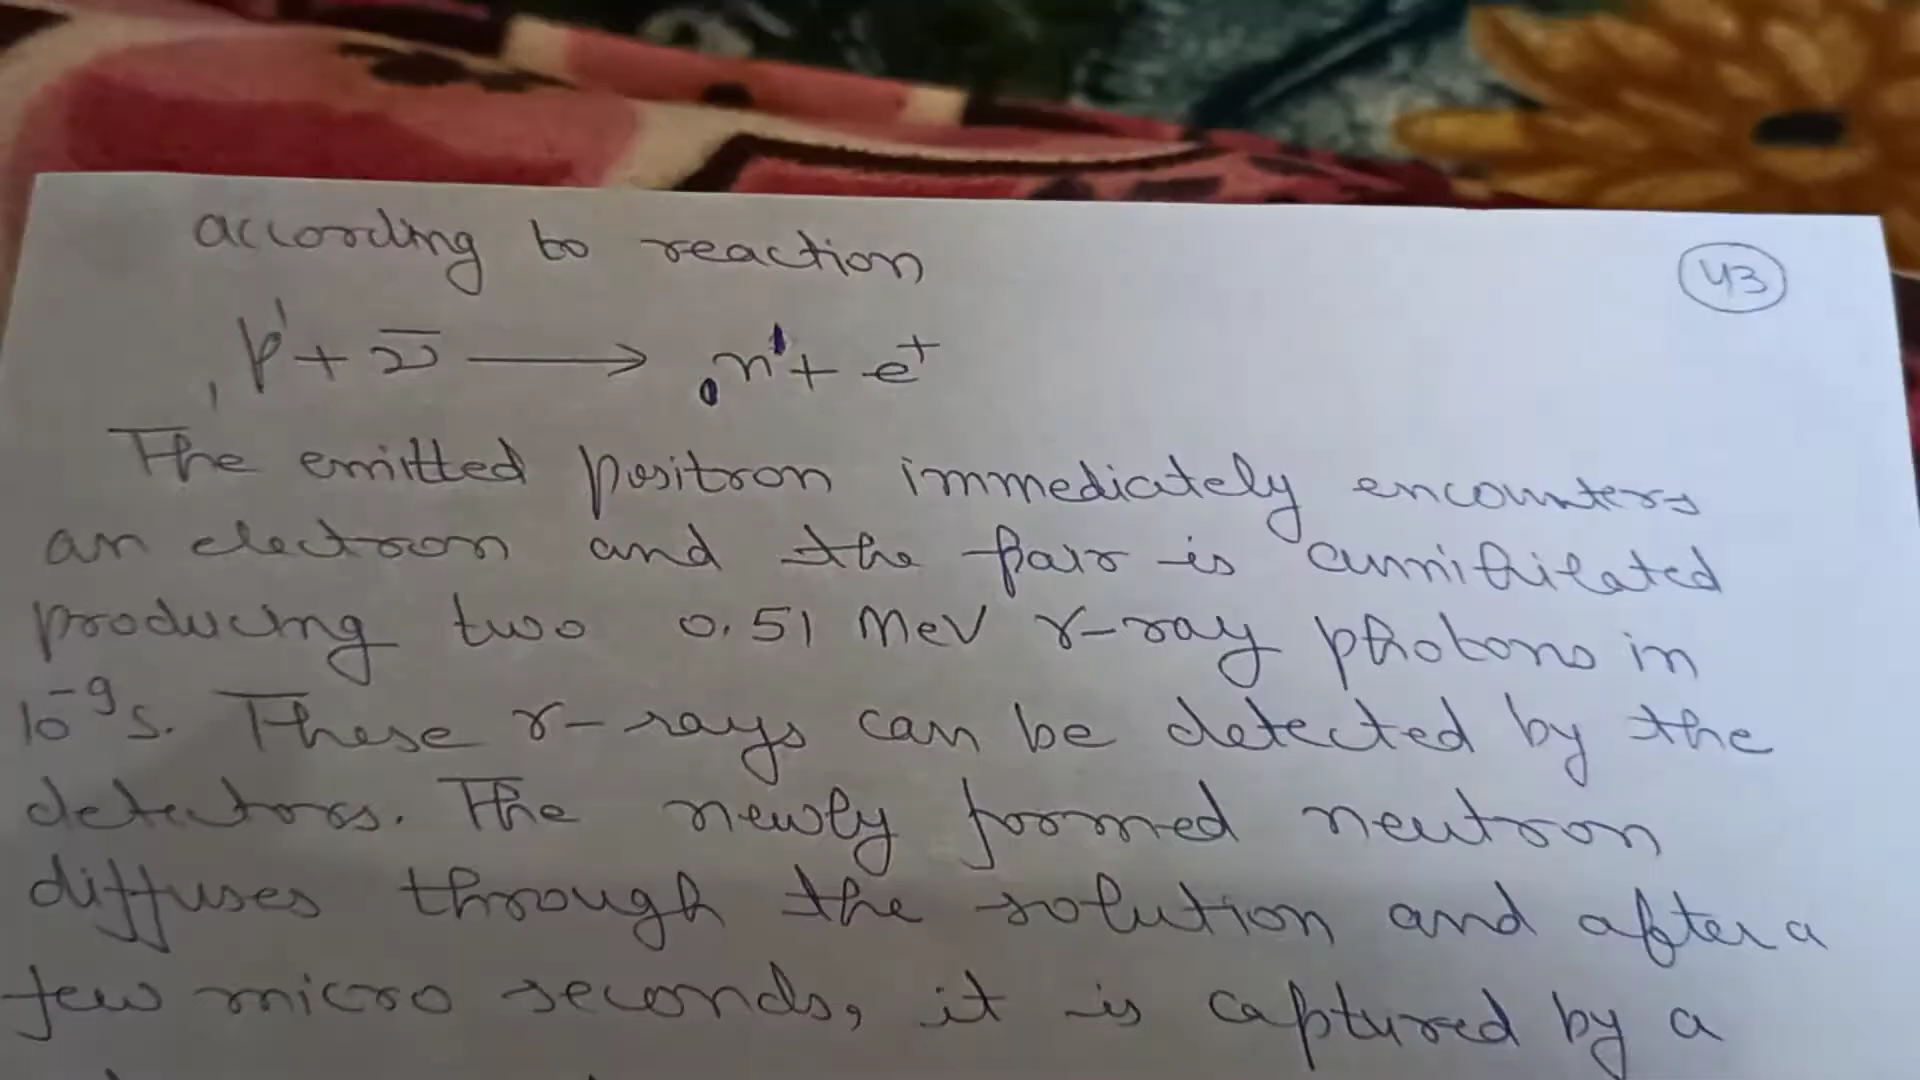 according to reaction
43
₁p¹ + ν̅ ⟶ ₀n¹ + e⁺
The emitted positron immediately encounters
an electron and the pair is annihilated
producing two 0.51 MeV γ-ray photons in
10⁻⁹s. These γ-rays can be detected by the
detectors. The newly formed neutron
diffuses through the solution and after a
few micro seconds, it is captured by a